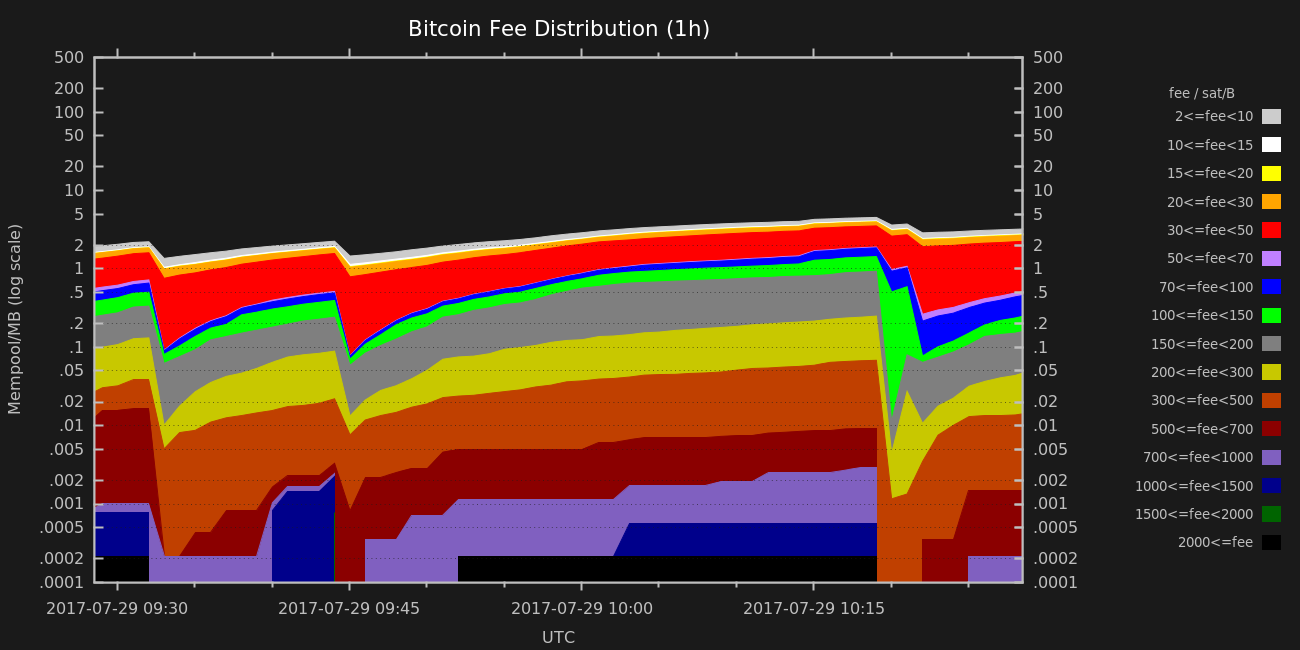 Bitcoin Fee Distribution (1h)
Mempool/MB (log scale)
500
200
100
50
20
10
5
2
1
.5
.2
.1
.05
.02
.01
.005
.002
.001
.0005
.0002
.0001
500
200
100
50
20
10
5
2
1
.5
.2
.1
.05
.02
.01
.005
.002
.001
.0005
.0002
.0001
2017-07-29 09:30
2017-07-29 09:45
2017-07-29 10:00
2017-07-29 10:15
UTC
fee / sat/B
2<=fee<10
10<=fee<15
15<=fee<20
20<=fee<30
30<=fee<50
50<=fee<70
70<=fee<100
100<=fee<150
150<=fee<200
200<=fee<300
300<=fee<500
500<=fee<700
700<=fee<1000
1000<=fee<1500
1500<=fee<2000
2000<=fee